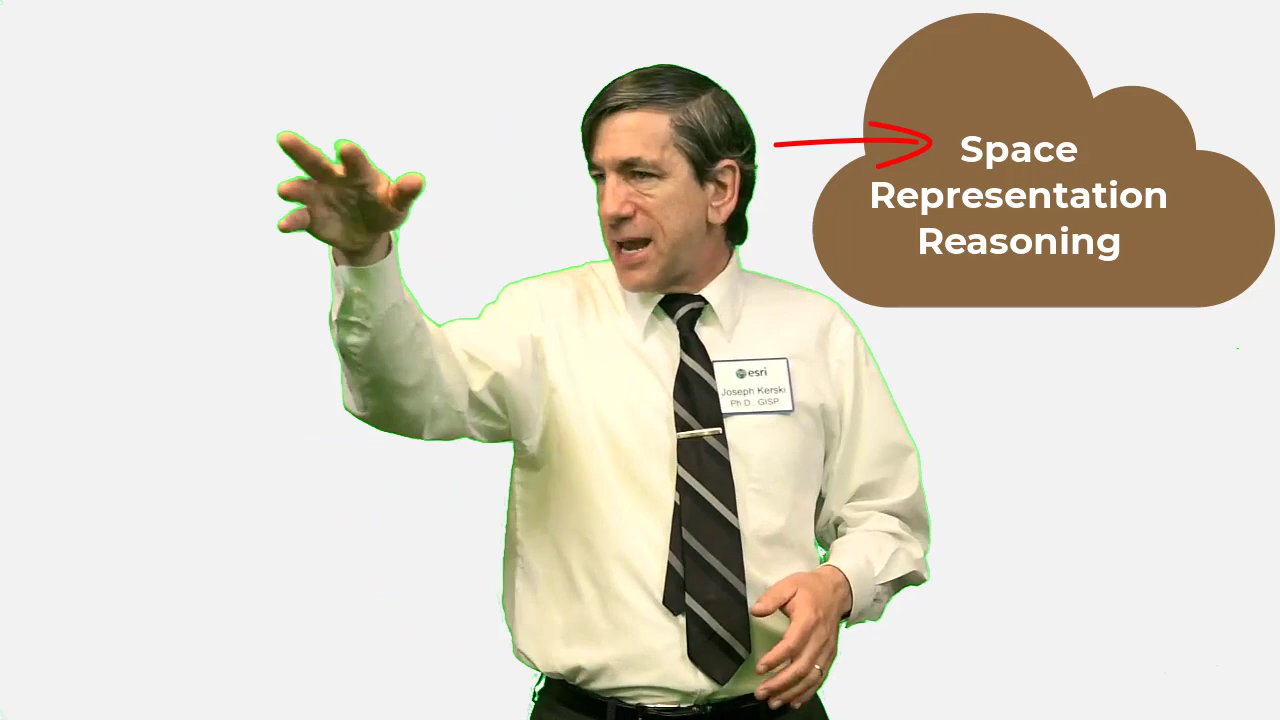 Space
Representation
Reasoning
esri
Joseph Kerski
Ph.D., GISP